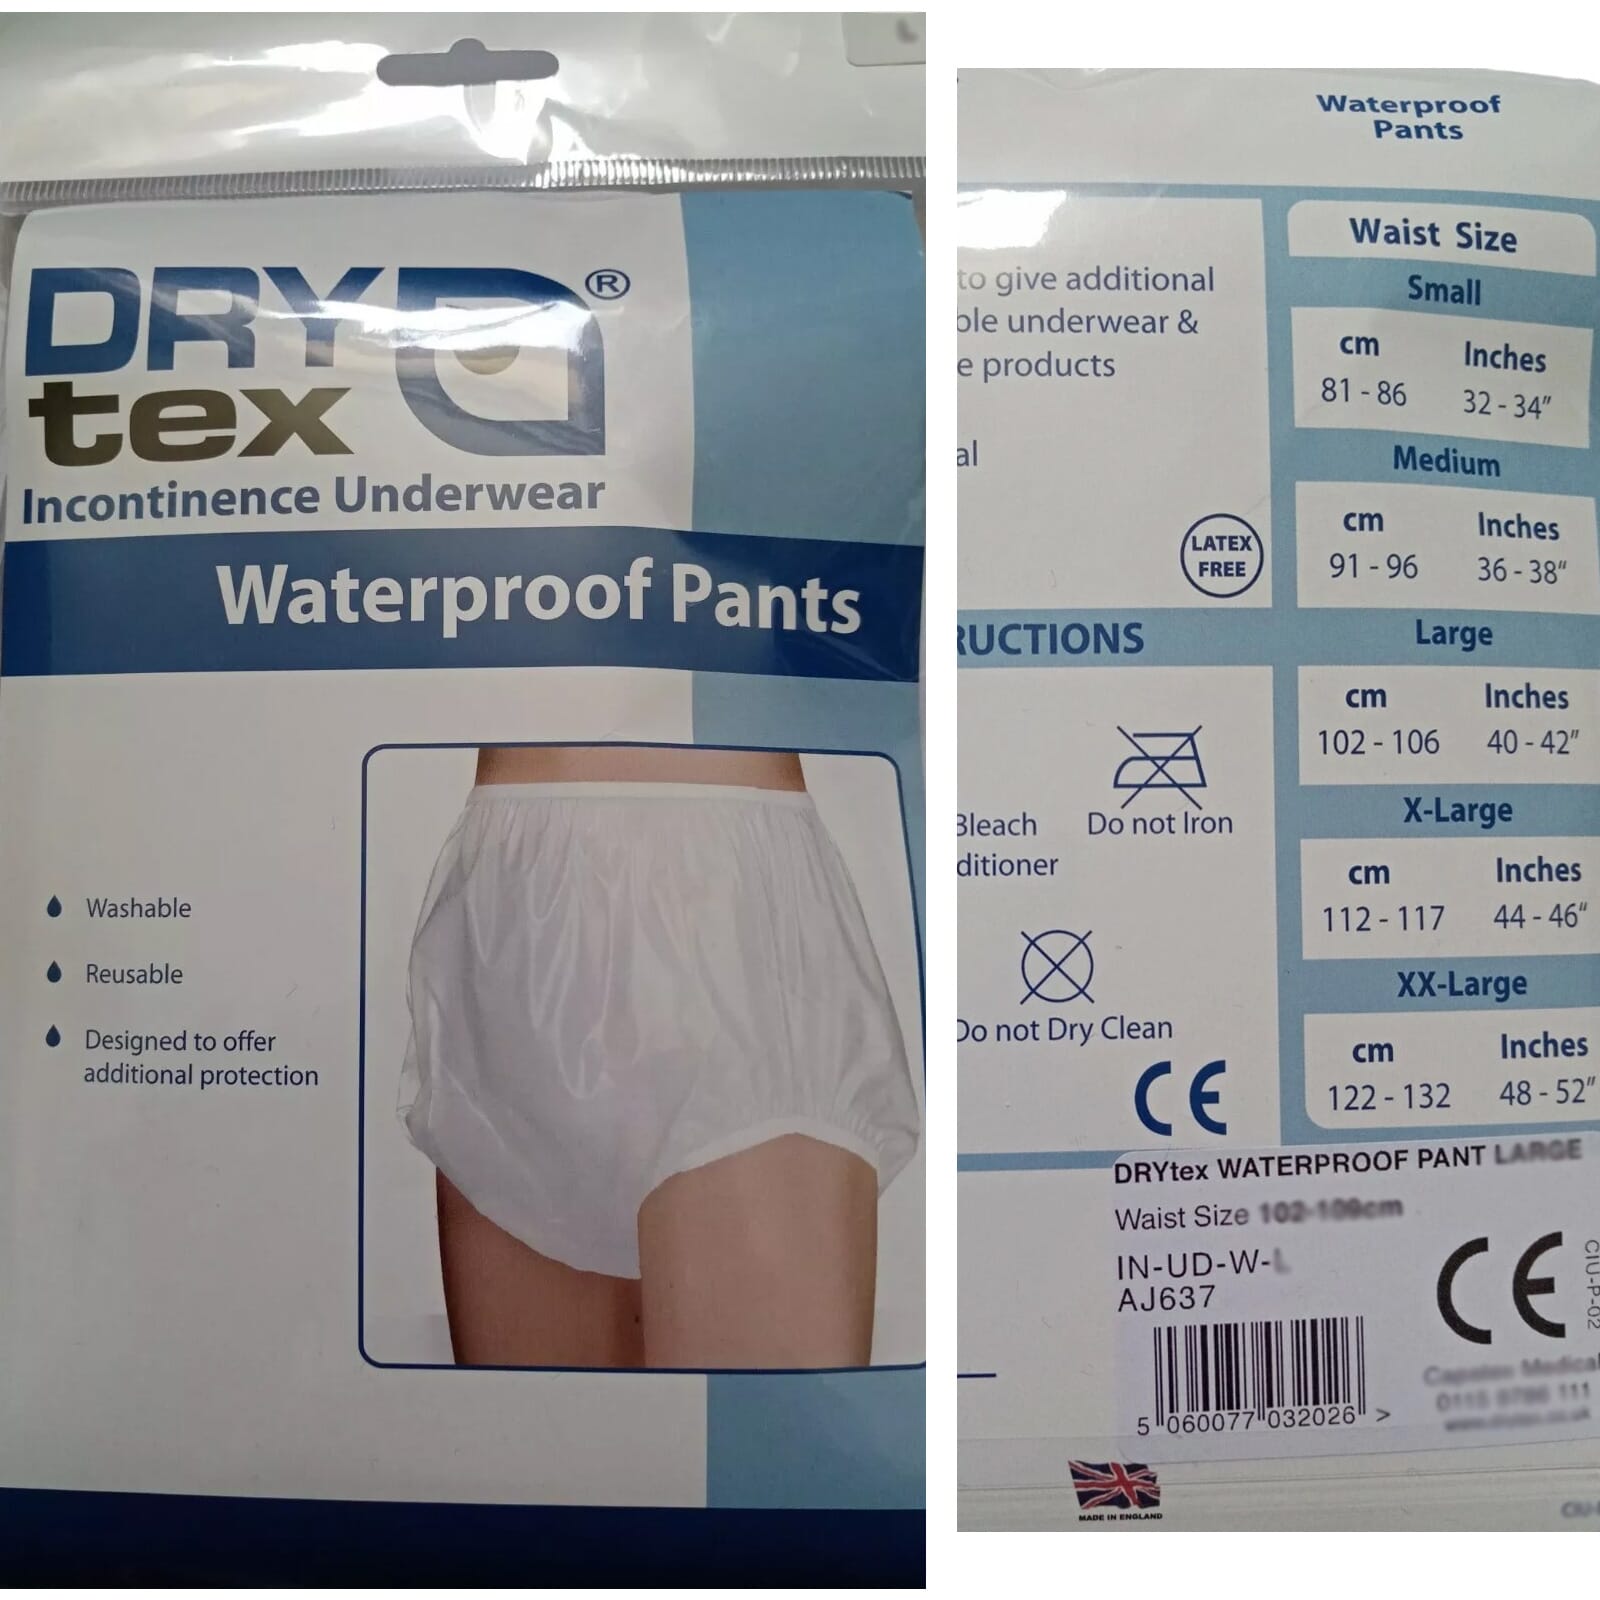 DRY
tex
®
Incontinence Underwear
Waterproof Pants
Washable
Reusable
Designed to offer
additional protection
Waterproof
Pants
to give additional
ble underwear &
e products
al
LATEX
FREE
RUCTIONS
Bleach
ditioner
Do not Iron
Do not Dry Clean
CE
Waist Size
Small
cm Inches
81 - 86 32 - 34"
Medium
cm Inches
91 - 96 36 - 38"
Large
cm Inches
102 - 106 40 - 42"
X-Large
cm Inches
112 - 117 44 - 46"
XX-Large
cm Inches
122 - 132 48 - 52"
DRYtex WATERPROOF PANT LARGE
Waist Size
IN-UD-W-L
AJ637
CE
CIU-P-02
5 060077 032026 >
MADE IN ENGLAND